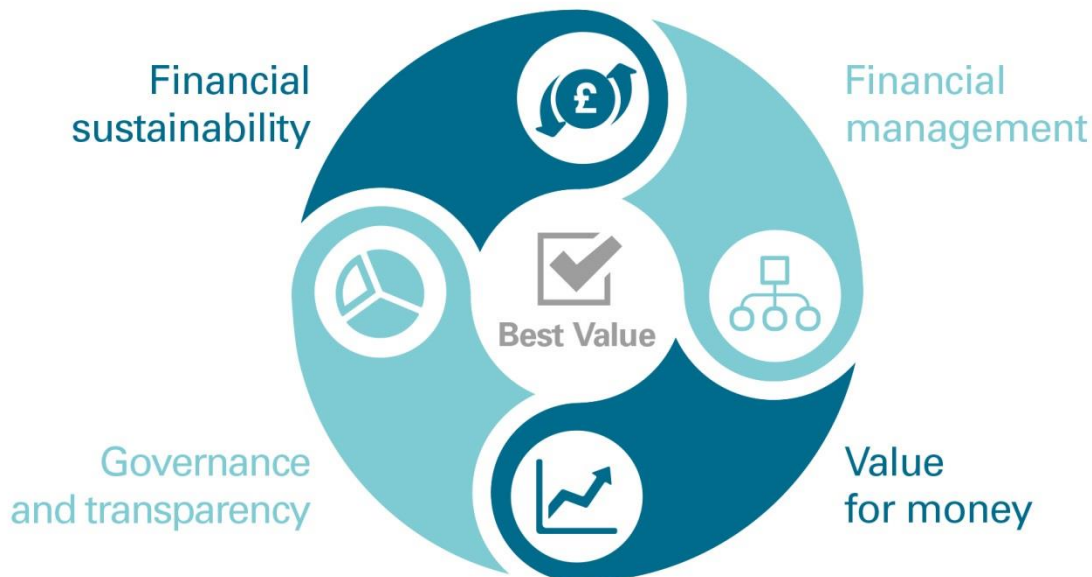 Financial
sustainability
Financial
management
£
Best Value
Governance
and transparency
Value
for money